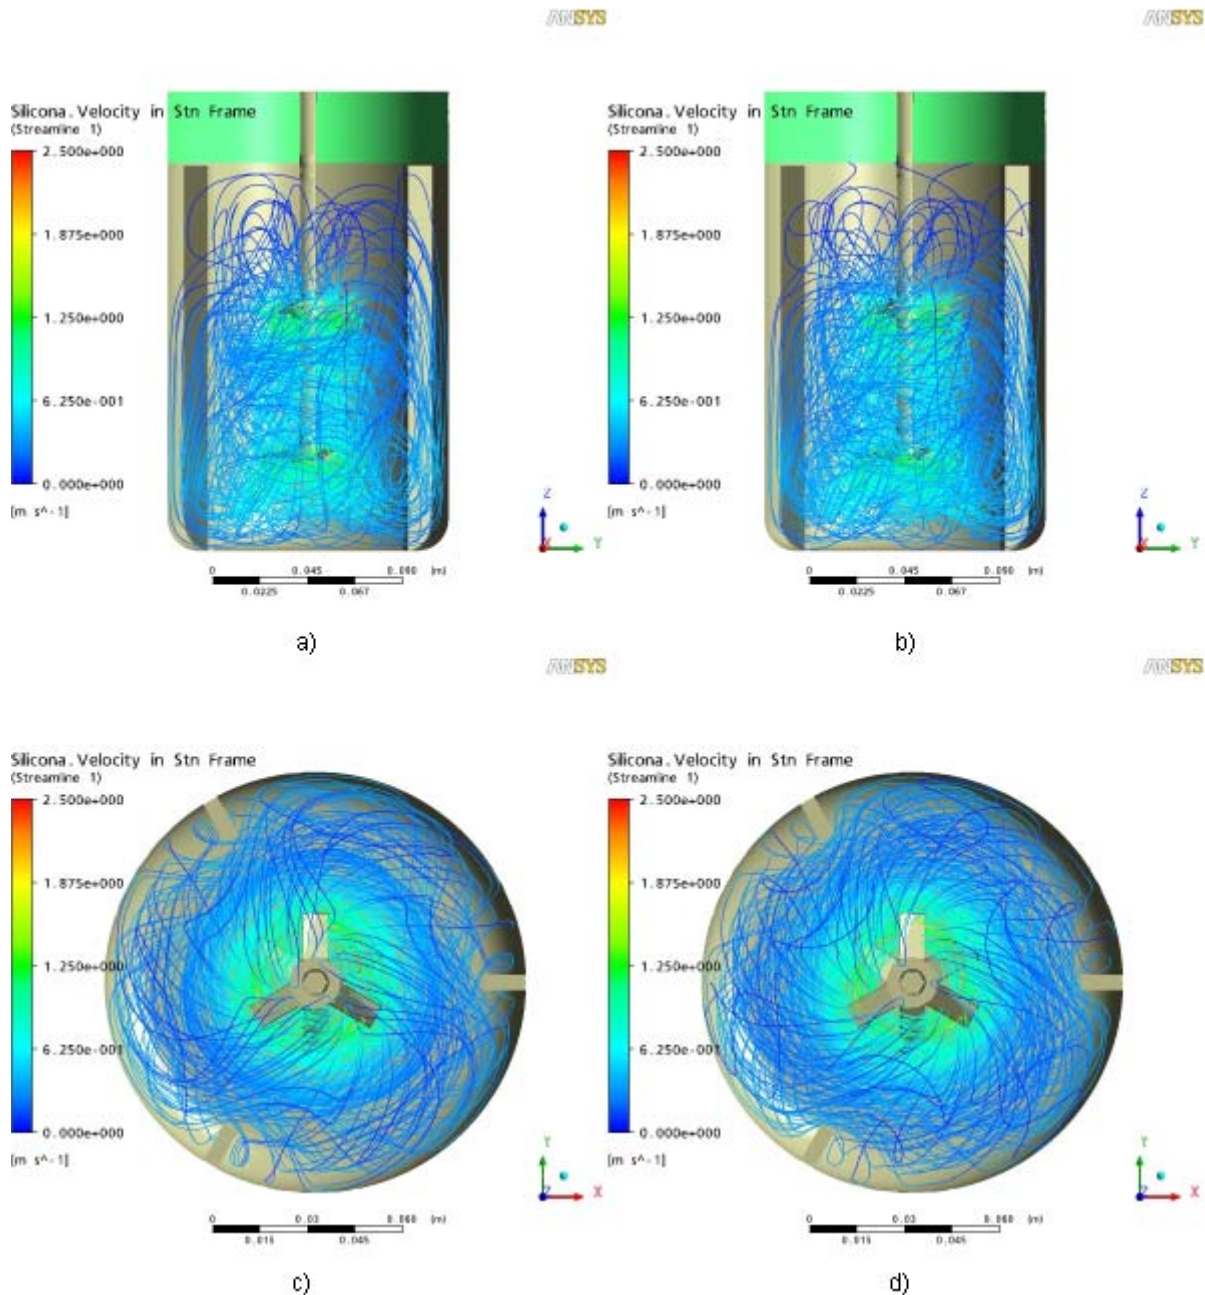 ANSYS
ANSYS
Silicona.Velocity in Stn Frame
(Streamline 1)
2.500e+000
1.875e+000
1.250e+000
6.250e-001
0.000e+000
[m s^-1]
Z
X
Y
0 0.045 0.090 (m)
0.0225 0.067
a)
Silicona.Velocity in Stn Frame
(Streamline 1)
2.500e+000
1.875e+000
1.250e+000
6.250e-001
0.000e+000
[m s^-1]
Z
X
Y
0 0.045 0.090 (m)
0.0225 0.067
b)
ANSYS
ANSYS
Silicona.Velocity in Stn Frame
(Streamline 1)
2.500e+000
1.875e+000
1.250e+000
6.250e-001
0.000e+000
[m s^-1]
Y
Z
X
0 0.03 0.060 (m)
0.015 0.045
c)
Silicona.Velocity in Stn Frame
(Streamline 1)
2.500e+000
1.875e+000
1.250e+000
6.250e-001
0.000e+000
[m s^-1]
Y
Z
X
0 0.03 0.060 (m)
0.015 0.045
d)